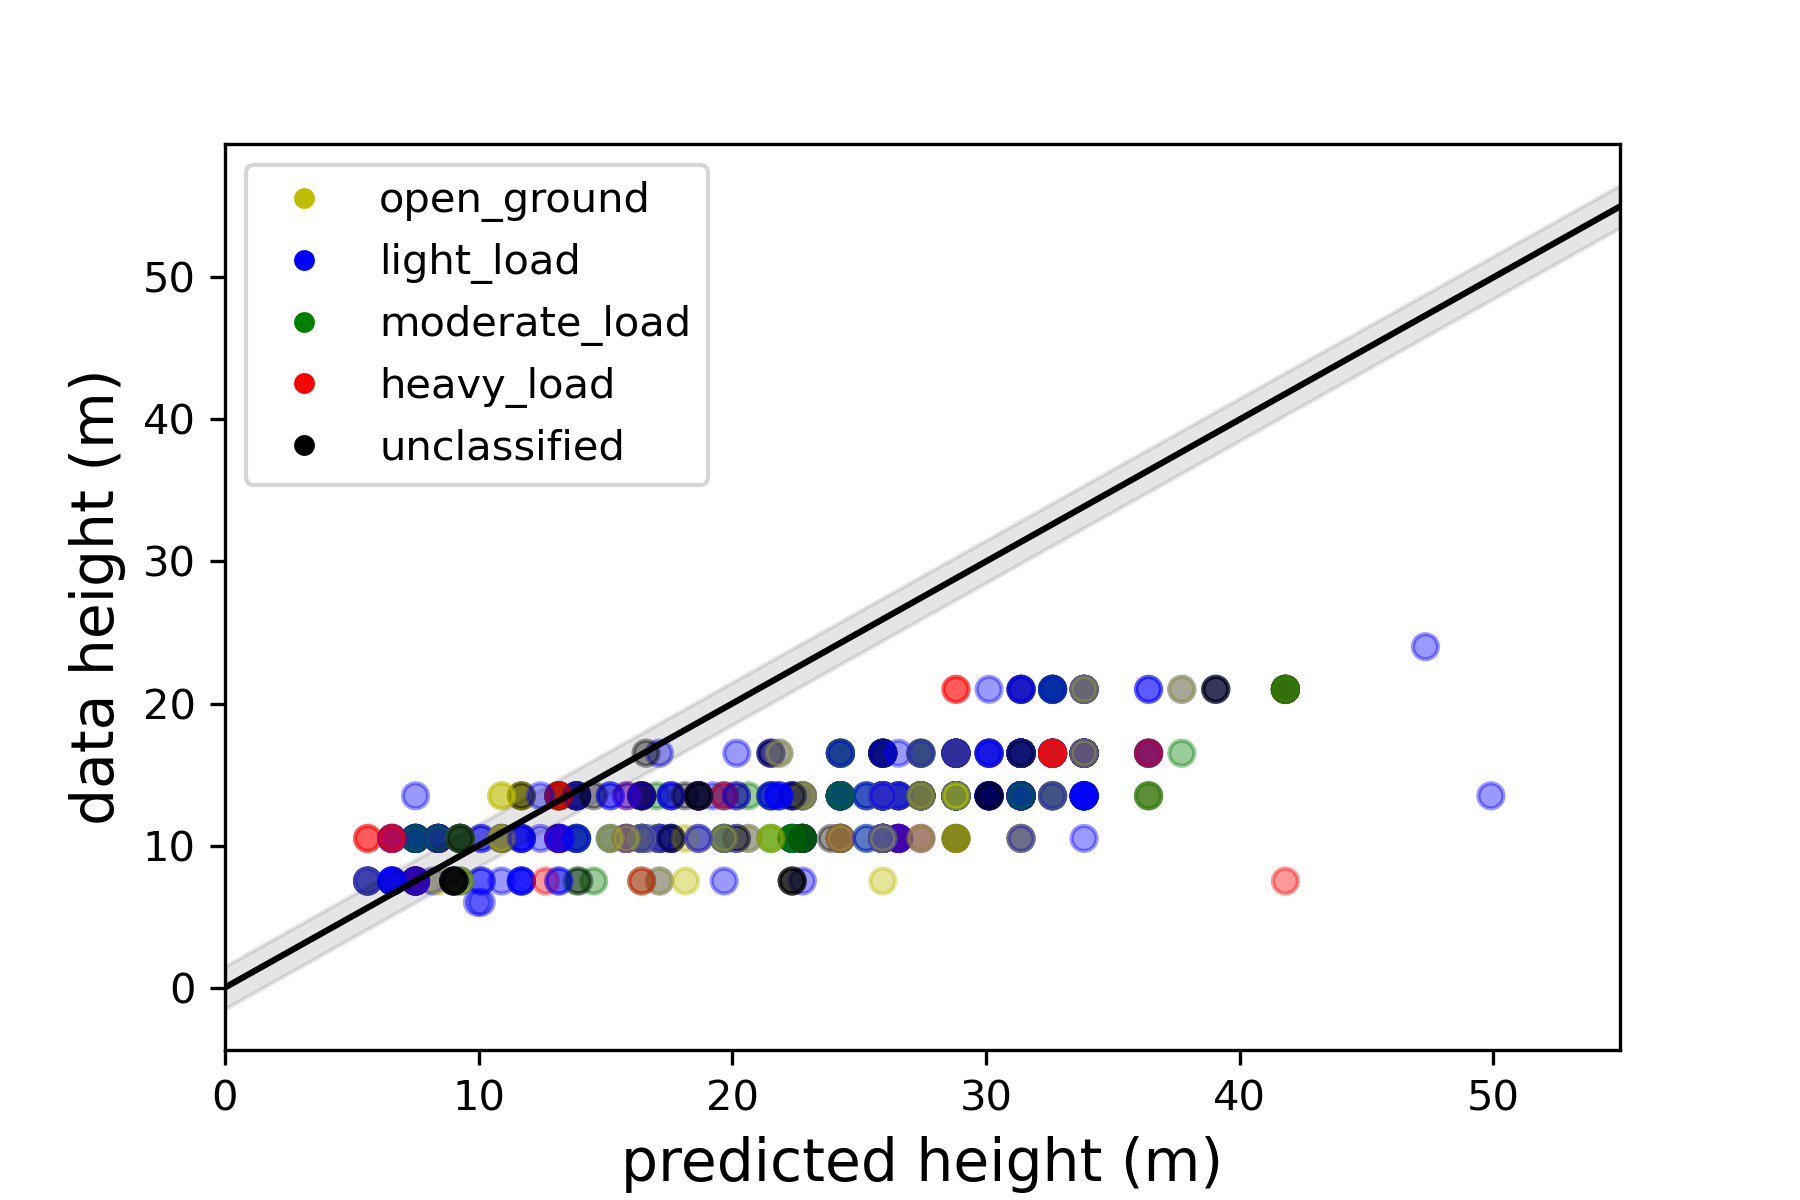 open_ground
light_load
moderate_load
heavy_load
unclassified
data height (m)
50
40
30
20
10
0
0 10 20 30 40 50
predicted height (m)